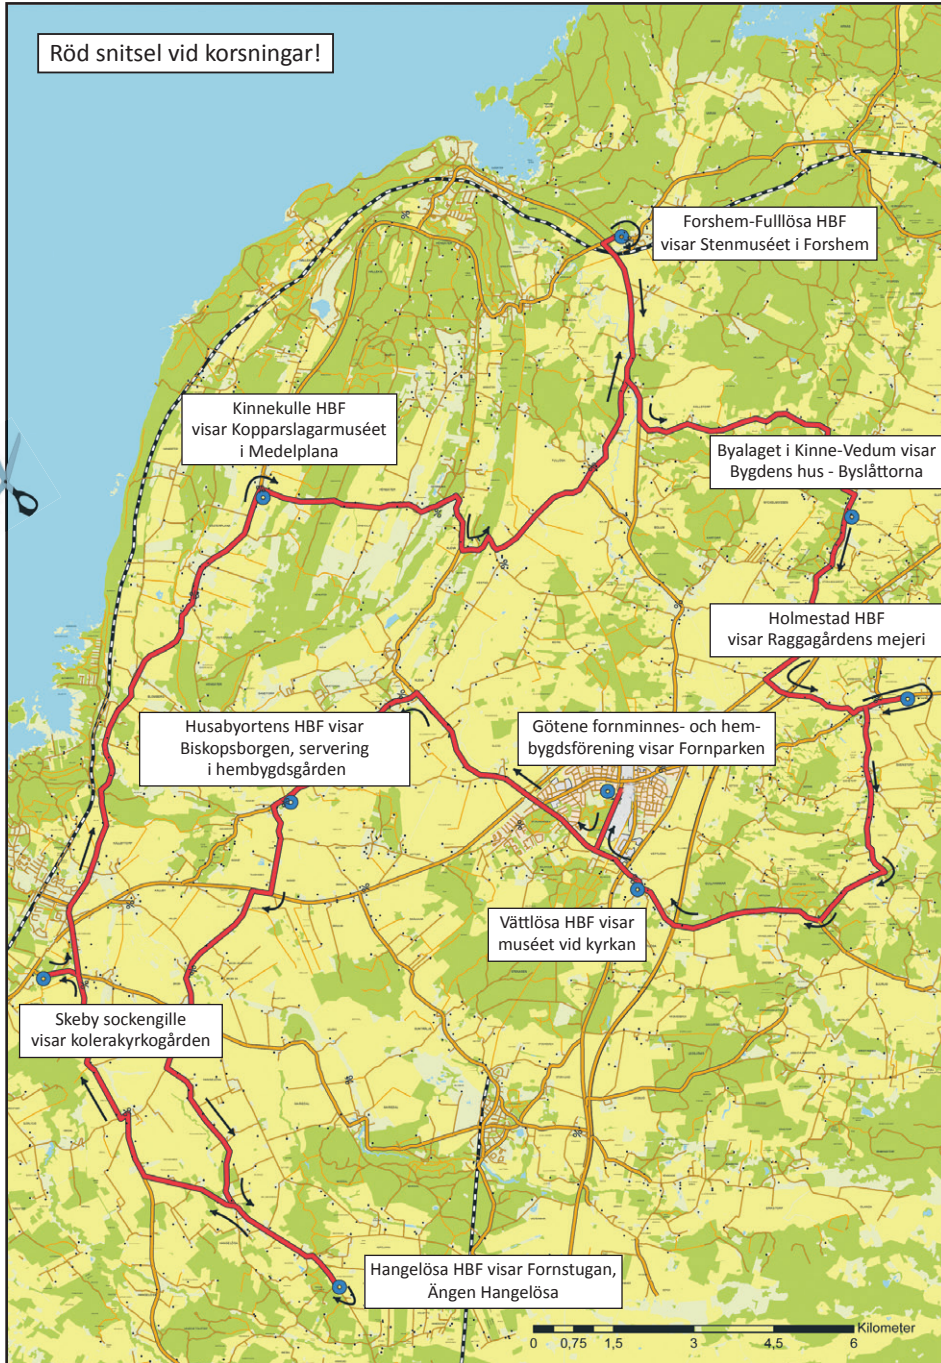 Röd snitsel vid korsningar!
Forshem-Fulllösa HBF
visar Stenmuséet i Forshem
Kinnekulle HBF
visar Kopparslagarmuséet
i Medelplana
Byalaget i Kinne-Vedum visar
Bygdens hus - Byslåttorna
Holmestad HBF
visar Raggagårdens mejeri
Husabyortens HBF visar
Biskopsborgen, servering
i hembygdsgården
Götene fornminnes- och hem-
bygdsförening visar Fornparken
Vättlösa HBF visar
muséet vid kyrkan
Skeby sockengille
visar kolerakyrkogården
Hangelösa HBF visar Fornstugan,
Ängen Hangelösa
Kilometer
0 0,75 1,5 3 4,5 6